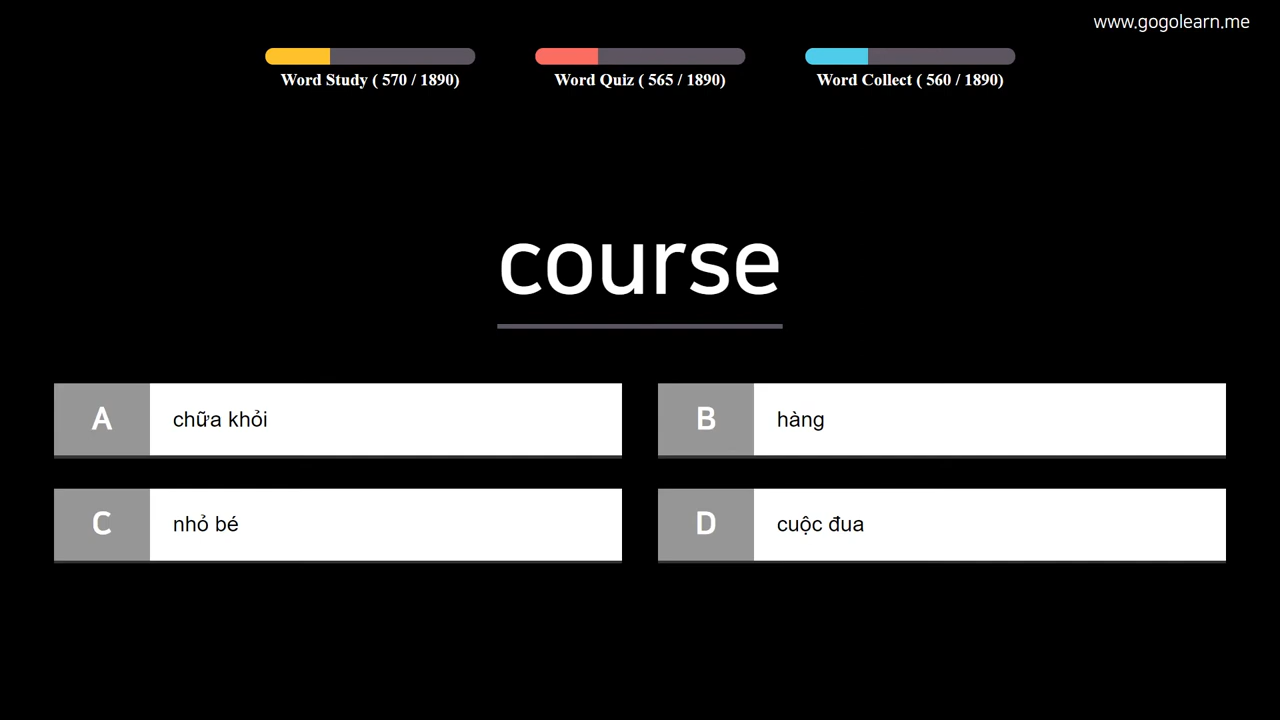 www.gogolearn.me
Word Study ( 570 / 1890)
Word Quiz ( 565 / 1890)
Word Collect ( 560 / 1890)
course
A chữa khỏi
B hàng
C nhỏ bé
D cuộc đua